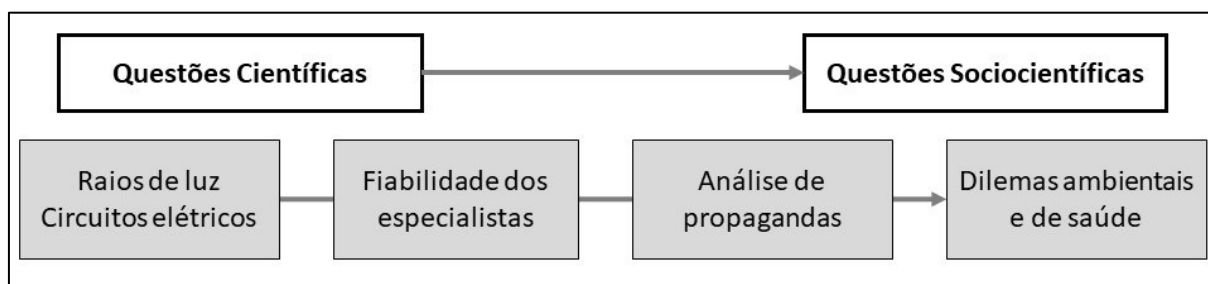 Questões Científicas
Questões Sociocientíficas
Raios de luz
Circuitos elétricos
Fiabilidade dos
especialistas
Análise de
propagandas
Dilemas ambientais
e de saúde